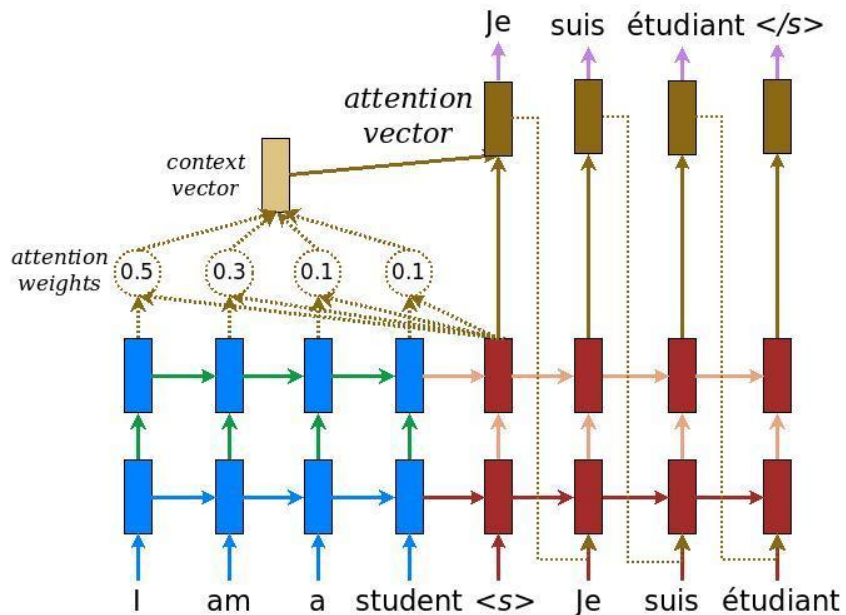 Je suis étudiant </s>
attention
vector
context
vector
attention
weights
0.5 0.3 0.1 0.1
I am a student <s> Je suis étudiant